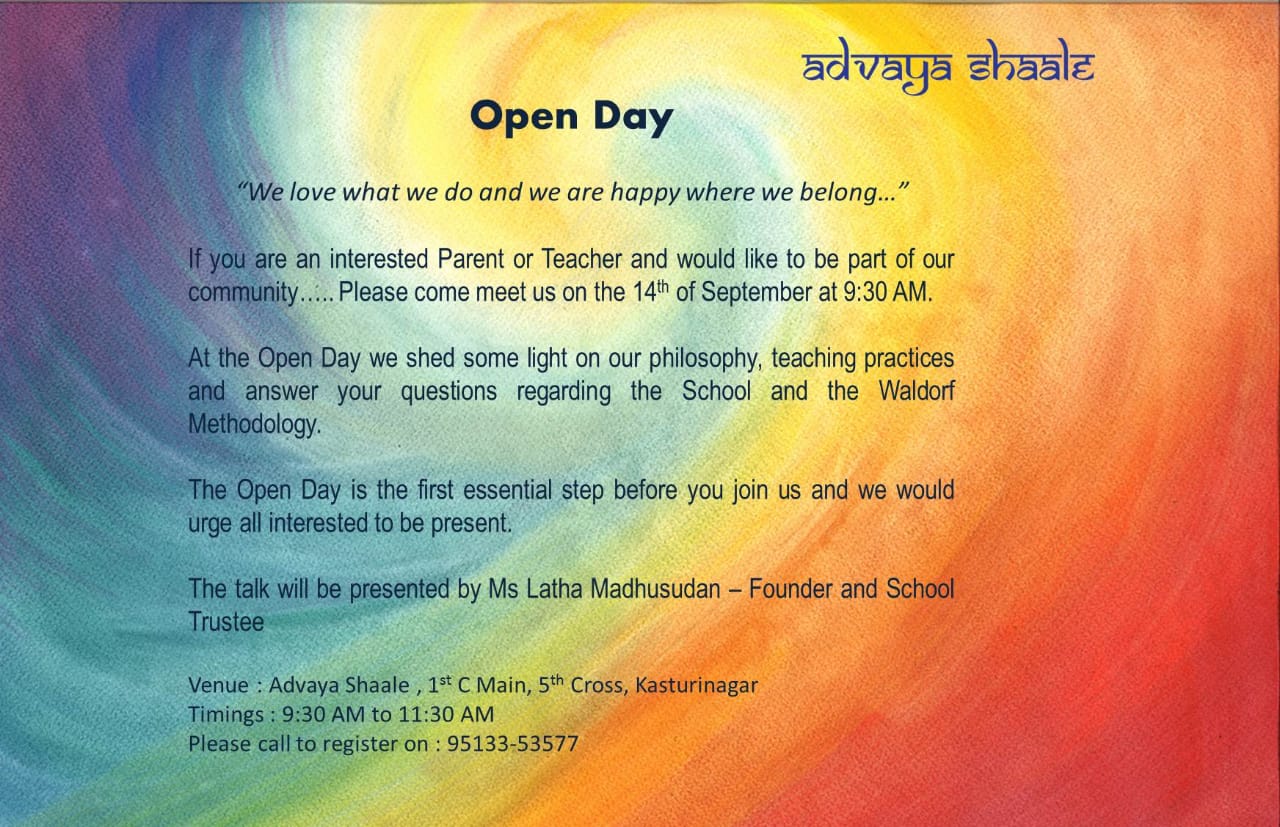 advaya shaale
Open Day
“We love what we do and we are happy where we belong...”
If you are an interested Parent or Teacher and would like to be part of our
community..... Please come meet us on the 14th of September at 9:30 AM.
At the Open Day we shed some light on our philosophy, teaching practices
and answer your questions regarding the School and the Waldorf
Methodology.
The Open Day is the first essential step before you join us and we would
urge all interested to be present.
The talk will be presented by Ms Latha Madhusudan – Founder and School
Trustee
Venue : Advaya Shaale , 1st C Main, 5th Cross, Kasturinagar
Timings : 9:30 AM to 11:30 AM
Please call to register on : 95133-53577